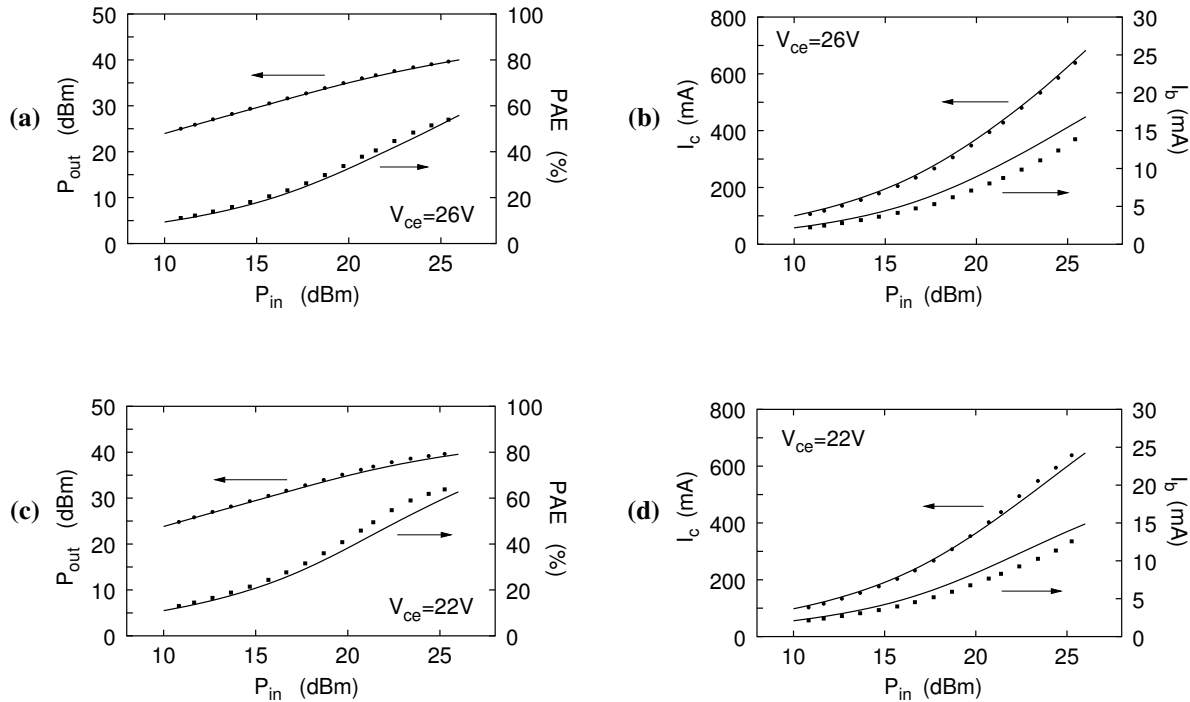 (a)
P_out (dBm)
50
40
30
20
10
0
100
80
60
40
20
0
PAE (%)
V_ce=26V
10 15 20 25
P_in (dBm)
(b)
I_c (mA)
800
600
400
200
0
V_ce=26V
30
25
20
15
10
5
0
I_b (mA)
10 15 20 25
P_in (dBm)
(c)
P_out (dBm)
50
40
30
20
10
0
100
80
60
40
20
0
PAE (%)
V_ce=22V
10 15 20 25
P_in (dBm)
(d)
I_c (mA)
800
600
400
200
0
V_ce=22V
30
25
20
15
10
5
0
I_b (mA)
10 15 20 25
P_in (dBm)